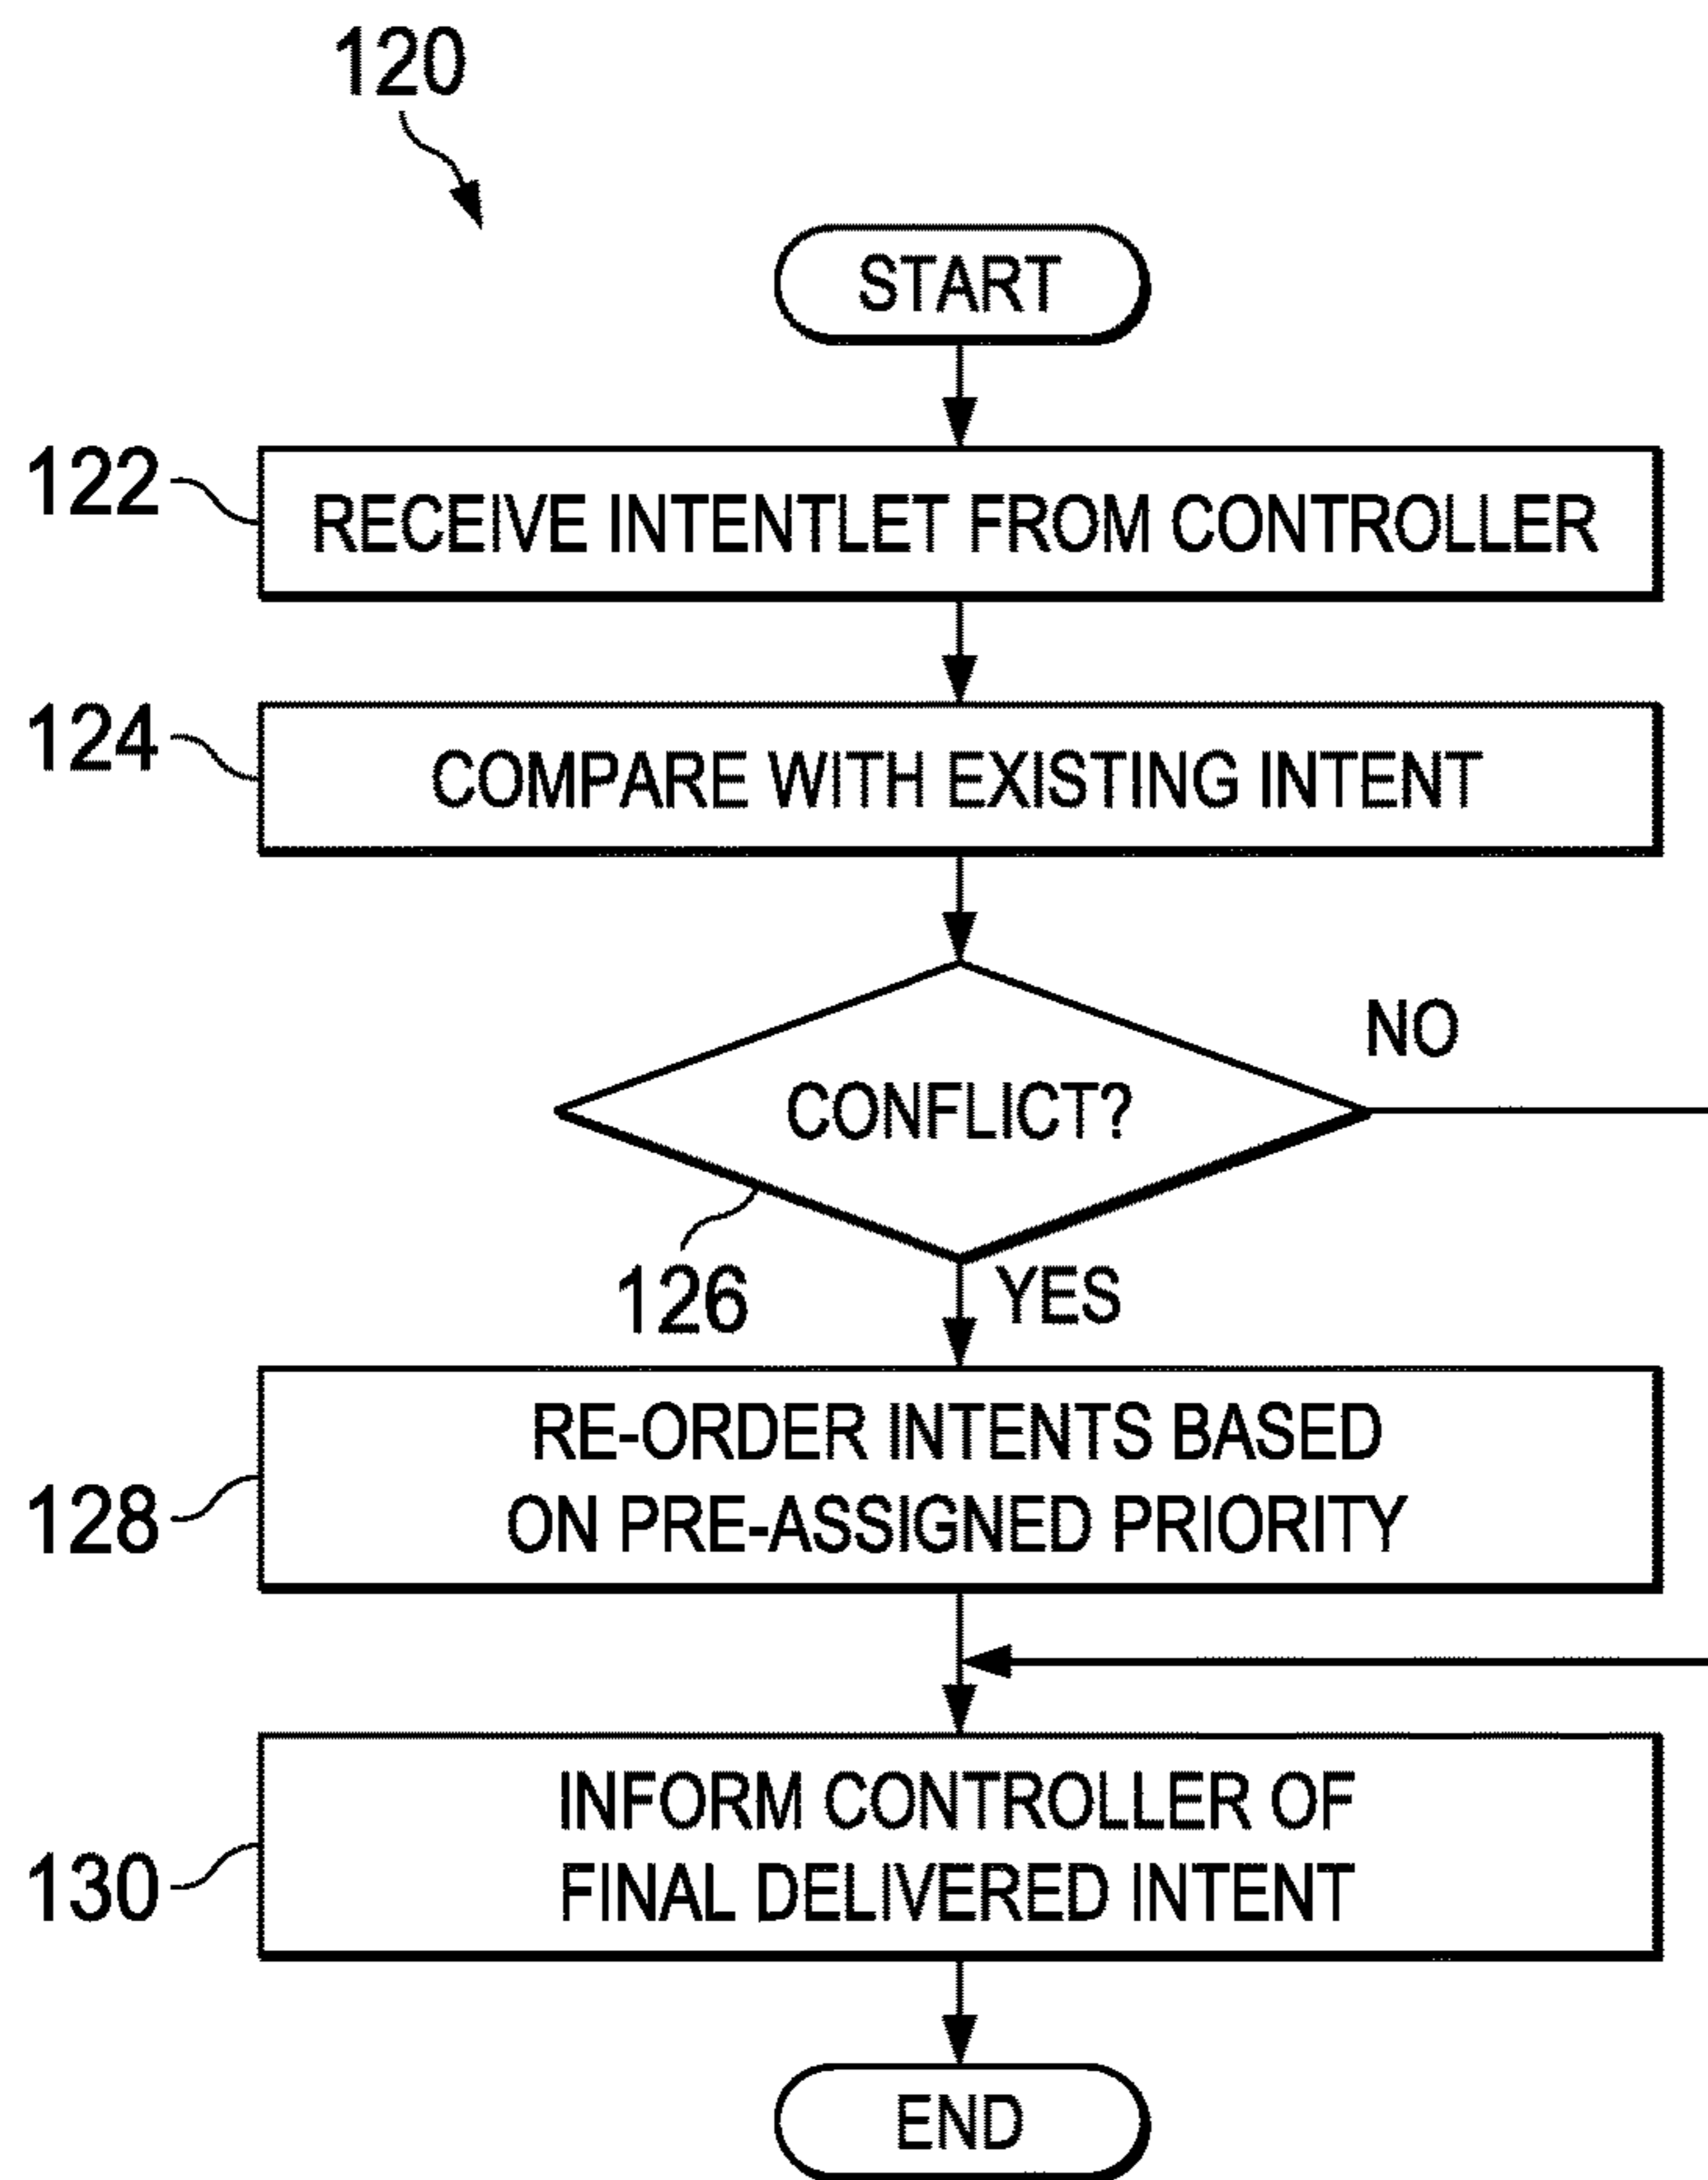 120
START
122
RECEIVE INTENTLET FROM CONTROLLER
124
COMPARE WITH EXISTING INTENT
NO
CONFLICT?
126
YES
RE-ORDER INTENTS BASED
ON PRE-ASSIGNED PRIORITY
128
INFORM CONTROLLER OF
FINAL DELIVERED INTENT
130
END